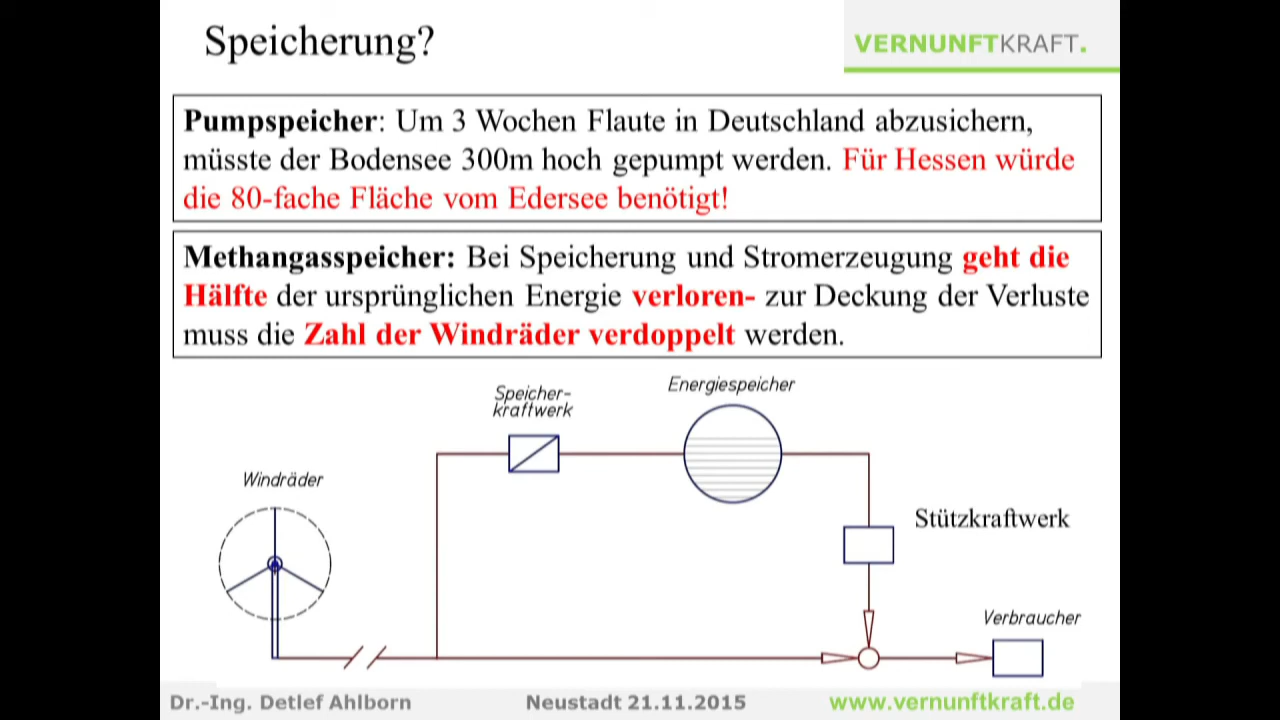 Speicherung?
VERNUNFTKRAFT.
Pumpspeicher: Um 3 Wochen Flaute in Deutschland abzusichern,
müsste der Bodensee 300m hoch gepumpt werden. Für Hessen würde
die 80-fache Fläche vom Edersee benötigt!
Methangasspeicher: Bei Speicherung und Stromerzeugung geht die
Hälfte der ursprünglichen Energie verloren- zur Deckung der Verluste
muss die Zahl der Windräder verdoppelt werden.
Speicher-
kraftwerk
Energiespeicher
Windräder
Stützkraftwerk
Verbraucher
Dr.-Ing. Detlef Ahlborn
Neustadt 21.11.2015
www.vernunftkraft.de